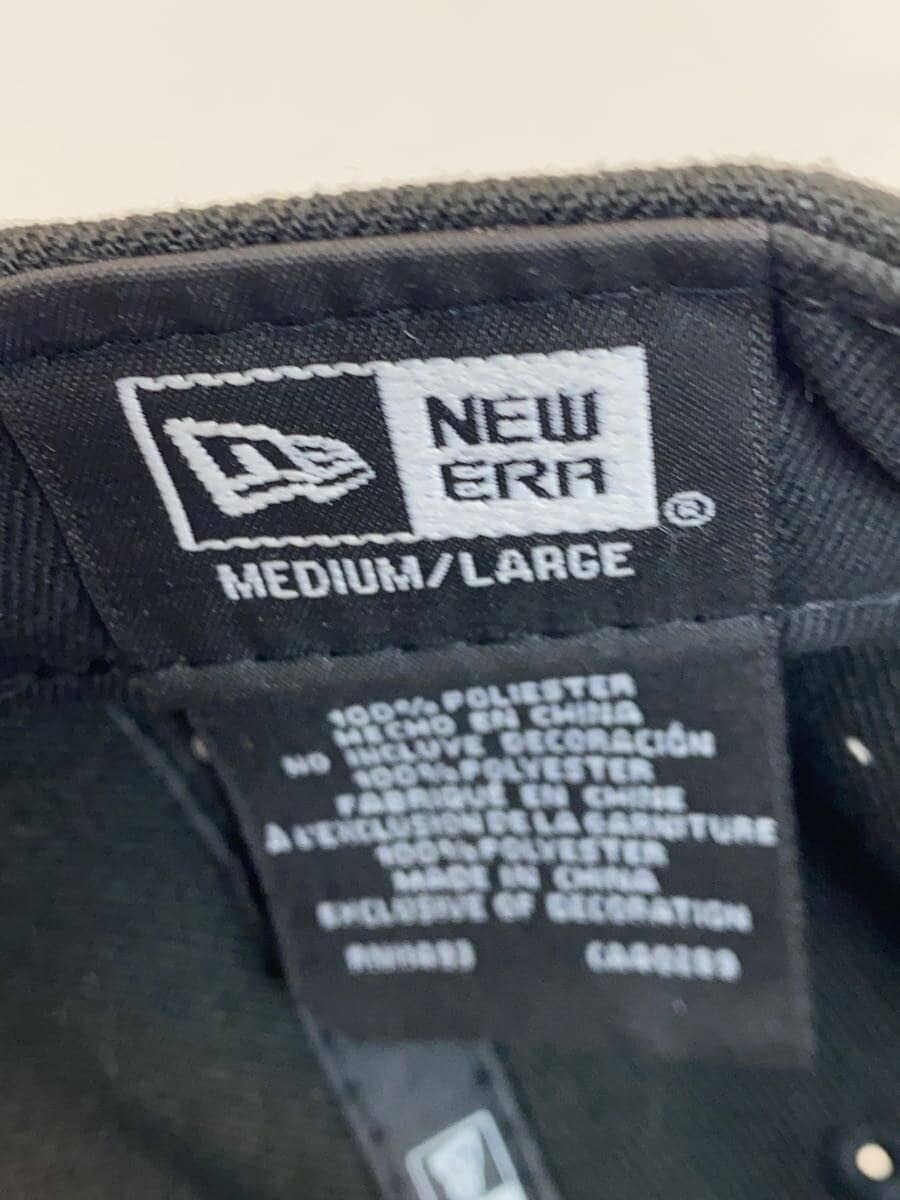 NEW
ERA
®
MEDIUM/LARGE
100% POLIESTER
HECHO EN CHINA
NO INCLUYE DECORACIÓN
100% POLYESTER
FABRIQUÉ EN CHINE
À L'EXCLUSION DE LA GARNITURE
100% POLYESTER
MADE IN CHINA
EXCLUSIVE OF DECORATION